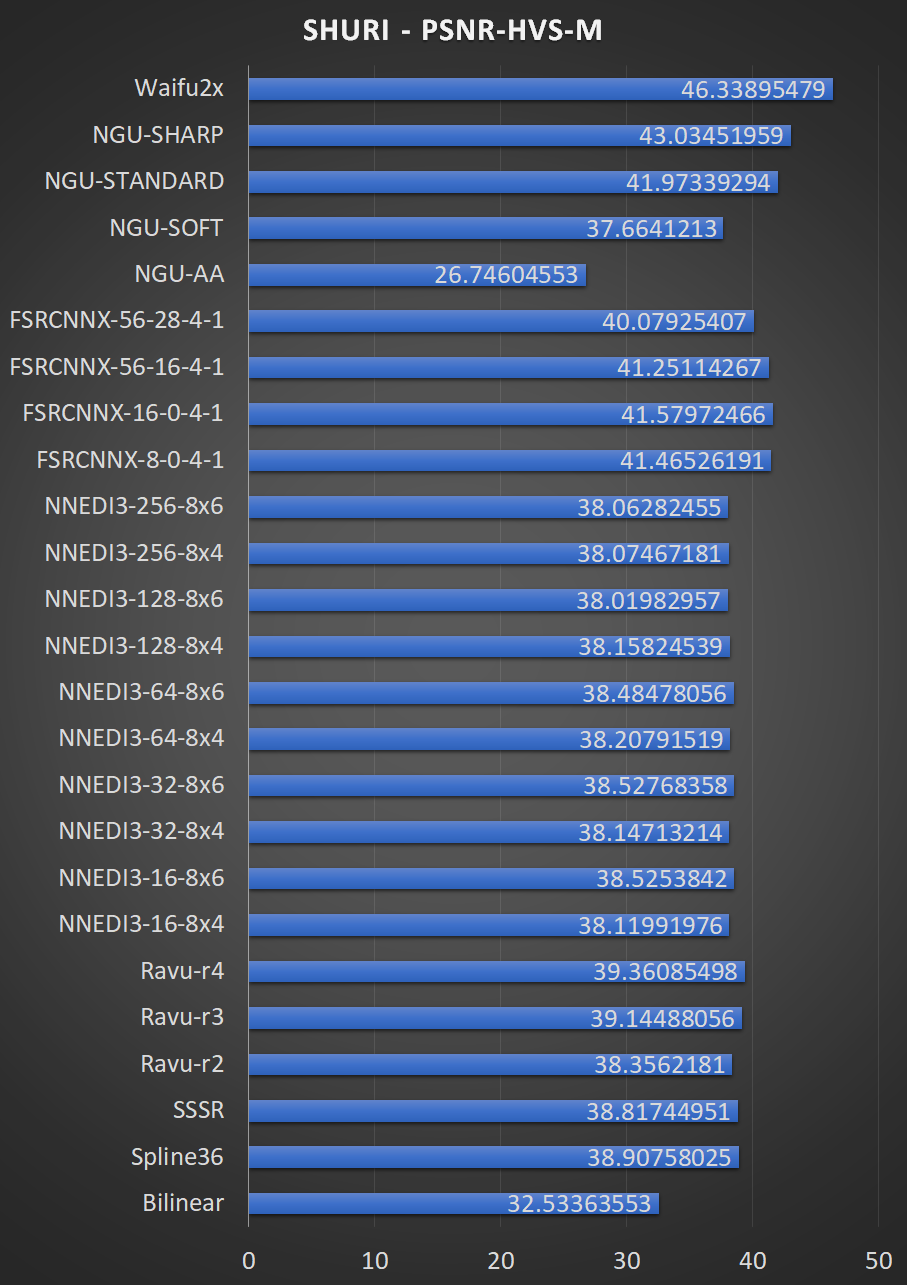 SHURI - PSNR-HVS-M
Waifu2x 46.33895479
NGU-SHARP 43.03451959
NGU-STANDARD 41.97339294
NGU-SOFT 37.6641213
NGU-AA 26.74604553
FSRCNNX-56-28-4-1 40.07925407
FSRCNNX-56-16-4-1 41.25114267
FSRCNNX-16-0-4-1 41.57972466
FSRCNNX-8-0-4-1 41.46526191
NNEDI3-256-8x6 38.06282455
NNEDI3-256-8x4 38.07467181
NNEDI3-128-8x6 38.01982957
NNEDI3-128-8x4 38.15824539
NNEDI3-64-8x6 38.48478056
NNEDI3-64-8x4 38.20791519
NNEDI3-32-8x6 38.52768358
NNEDI3-32-8x4 38.14713214
NNEDI3-16-8x6 38.5253842
NNEDI3-16-8x4 38.11991976
Ravu-r4 39.36085498
Ravu-r3 39.14488056
Ravu-r2 38.3562181
SSSR 38.81744951
Spline36 38.90758025
Bilinear 32.53363553
0 10 20 30 40 50